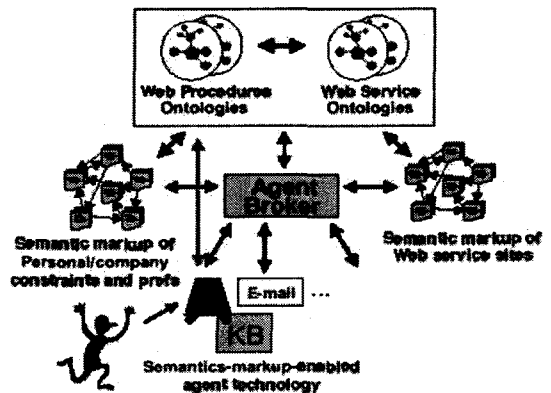 Web Procedures
Ontologies
Web Service
Ontologies
Agent
Broker
Semantic markup of
Personal/company
constraints and prefs
Semantic markup of
Web service sites
E-mail
...
KB
Semantics-markup-enabled
agent technology